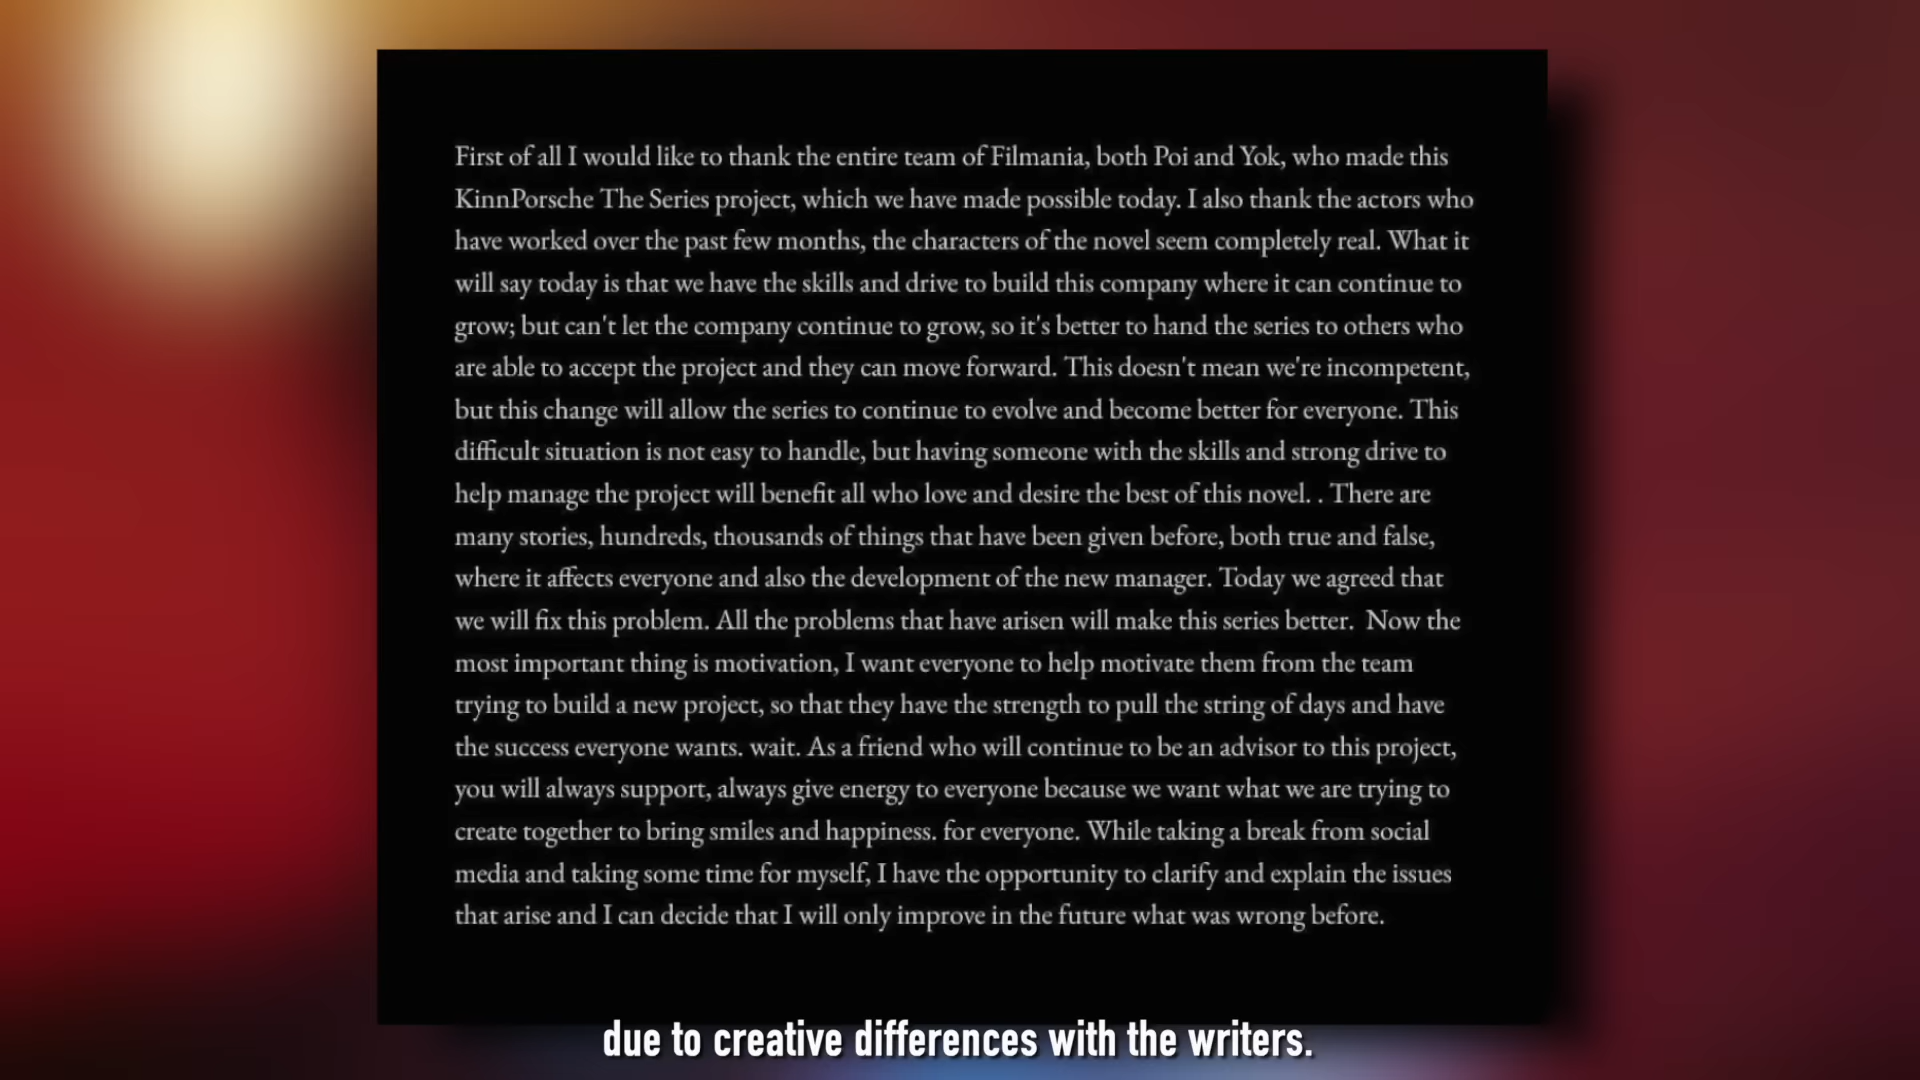 First of all I would like to thank the entire team of Filmania, both Poi and Yok, who made this
KinnPorsche The Series project, which we have made possible today. I also thank the actors who
have worked over the past few months, the characters of the novel seem completely real. What it
will say today is that we have the skills and drive to build this company where it can continue to
grow; but can't let the company continue to grow, so it's better to hand the series to others who
are able to accept the project and they can move forward. This doesn't mean we're incompetent,
but this change will allow the series to continue to evolve and become better for everyone. This
difficult situation is not easy to handle, but having someone with the skills and strong drive to
help manage the project will benefit all who love and desire the best of this novel. . There are
many stories, hundreds, thousands of things that have been given before, both true and false,
where it affects everyone and also the development of the new manager. Today we agreed that
we will fix this problem. All the problems that have arisen will make this series better.  Now the
most important thing is motivation, I want everyone to help motivate them from the team
trying to build a new project, so that they have the strength to pull the string of days and have
the success everyone wants. wait. As a friend who will continue to be an advisor to this project,
you will always support, always give energy to everyone because we want what we are trying to
create together to bring smiles and happiness. for everyone. While taking a break from social
media and taking some time for myself, I have the opportunity to clarify and explain the issues
that arise and I can decide that I will only improve in the future what was wrong before.
due to creative differences with the writers.